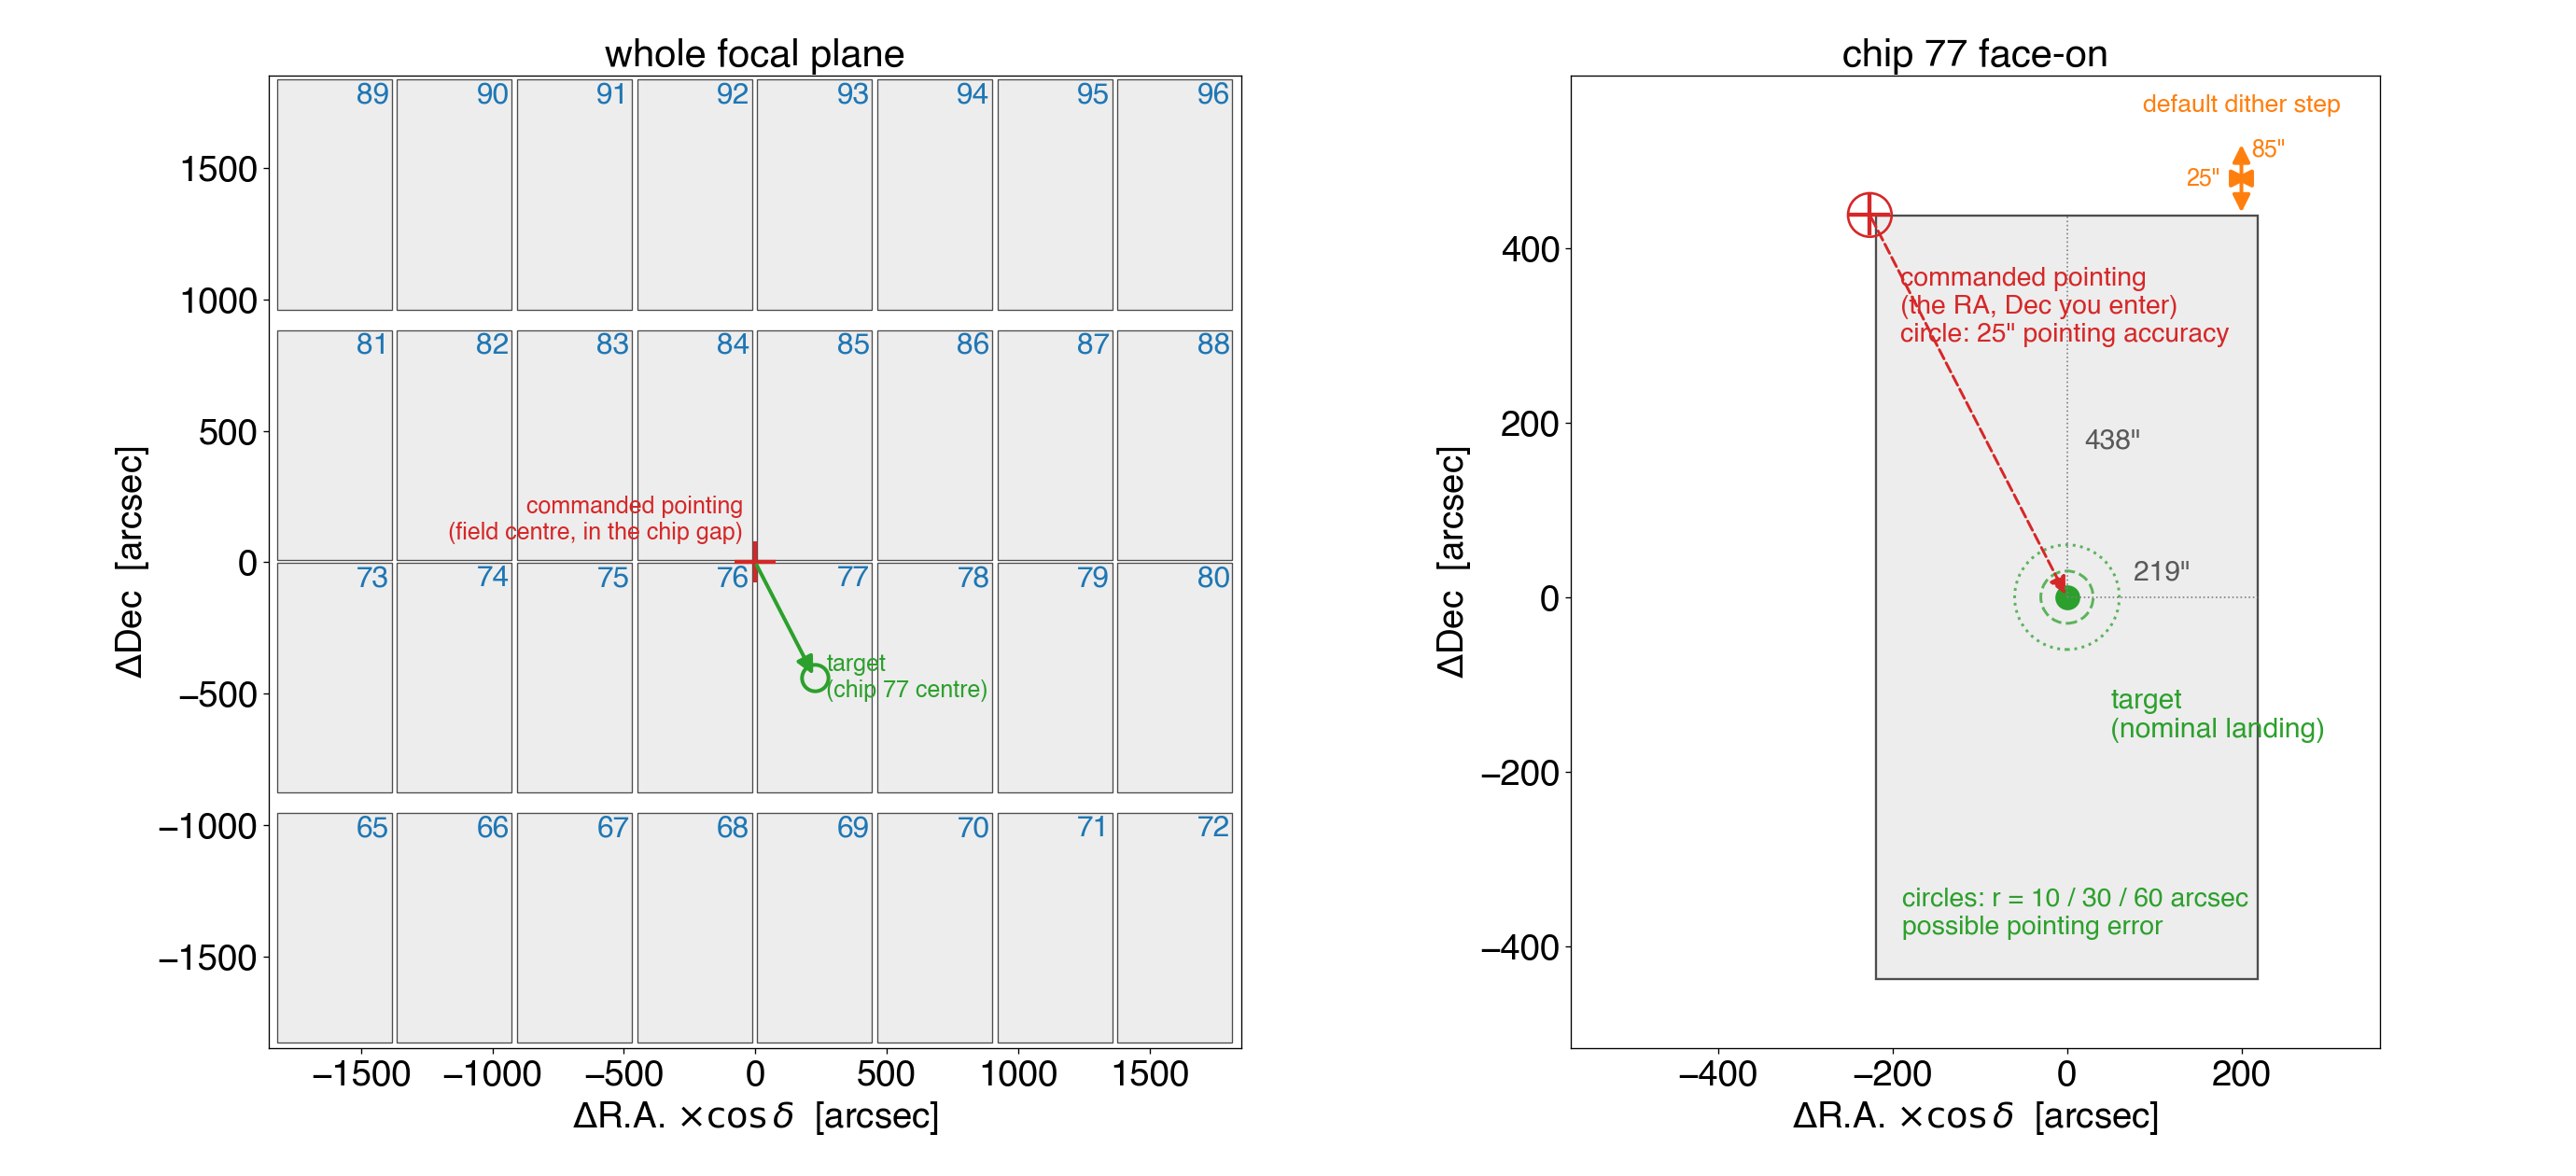 whole focal plane
89 90 91 92 93 94 95 96
81 82 83 84 85 86 87 88
73 74 75 76 77 78 79 80
65 66 67 68 69 70 71 72
commanded pointing
(field centre, in the chip gap)
target
(chip 77 centre)
1500
1000
500
0
−500
−1000
−1500
ΔDec [arcsec]
−1500 −1000 −500 0 500 1000 1500
ΔR.A. ×cos δ [arcsec]
chip 77 face-on
default dither step
85"
25"
commanded pointing
(the RA, Dec you enter)
circle: 25" pointing accuracy
438"
219"
target
(nominal landing)
circles: r = 10 / 30 / 60 arcsec
possible pointing error
400
200
0
−200
−400
ΔDec [arcsec]
−400 −200 0 200
ΔR.A. ×cos δ [arcsec]